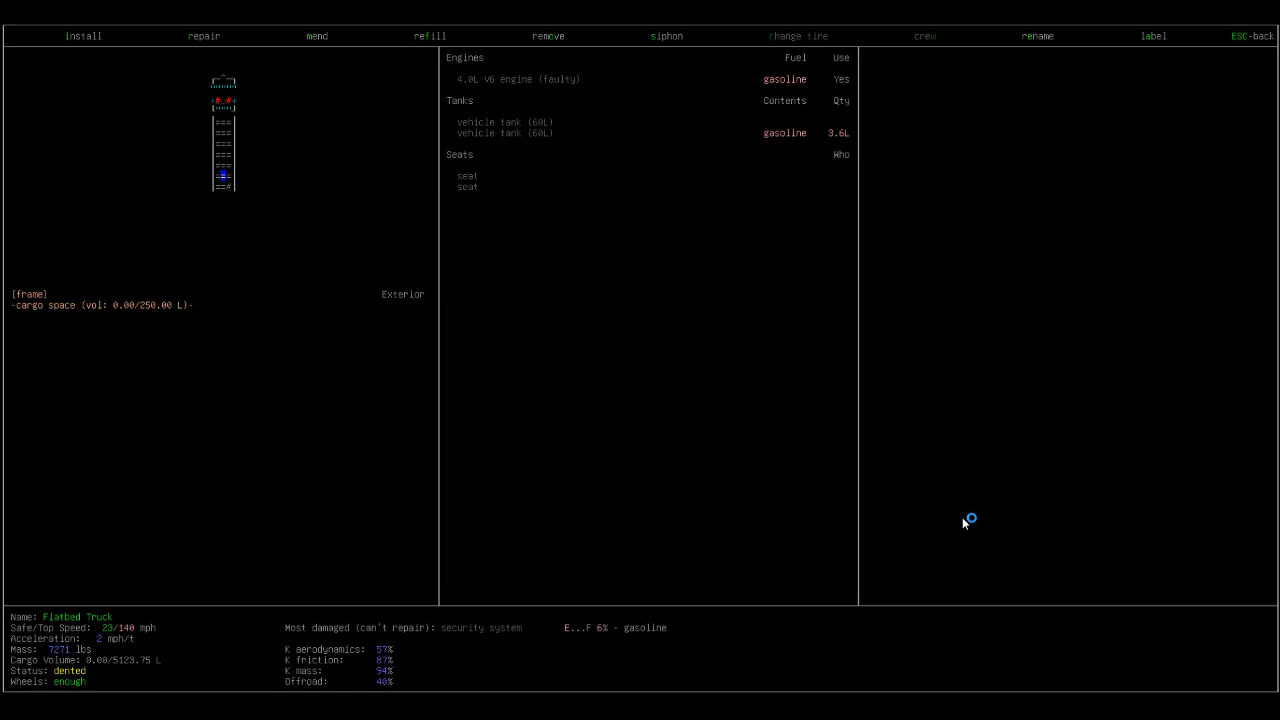 install repair mend refill remove siphon change tire crew rename label ESC-back
Engines Fuel Use
4.0L V6 engine (faulty) gasoline Yes
Tanks Contents Qty
vehicle tank (60L)
vehicle tank (60L) gasoline 3.6L
Seats Who
seat
seat
[frame] Exterior
-cargo space (vol: 0.00/250.00 L)-
Name: Flatbed Truck
Safe/Top Speed: 23/140 mph
Acceleration: 2 mph/t
Mass: 7271 lbs
Cargo Volume: 0.00/5123.75 L
Status: dented
Wheels: enough
Most damaged (can't repair): security system
K aerodynamics: 57%
K friction: 87%
K mass: 94%
Offroad: 40%
E...F 6% - gasoline